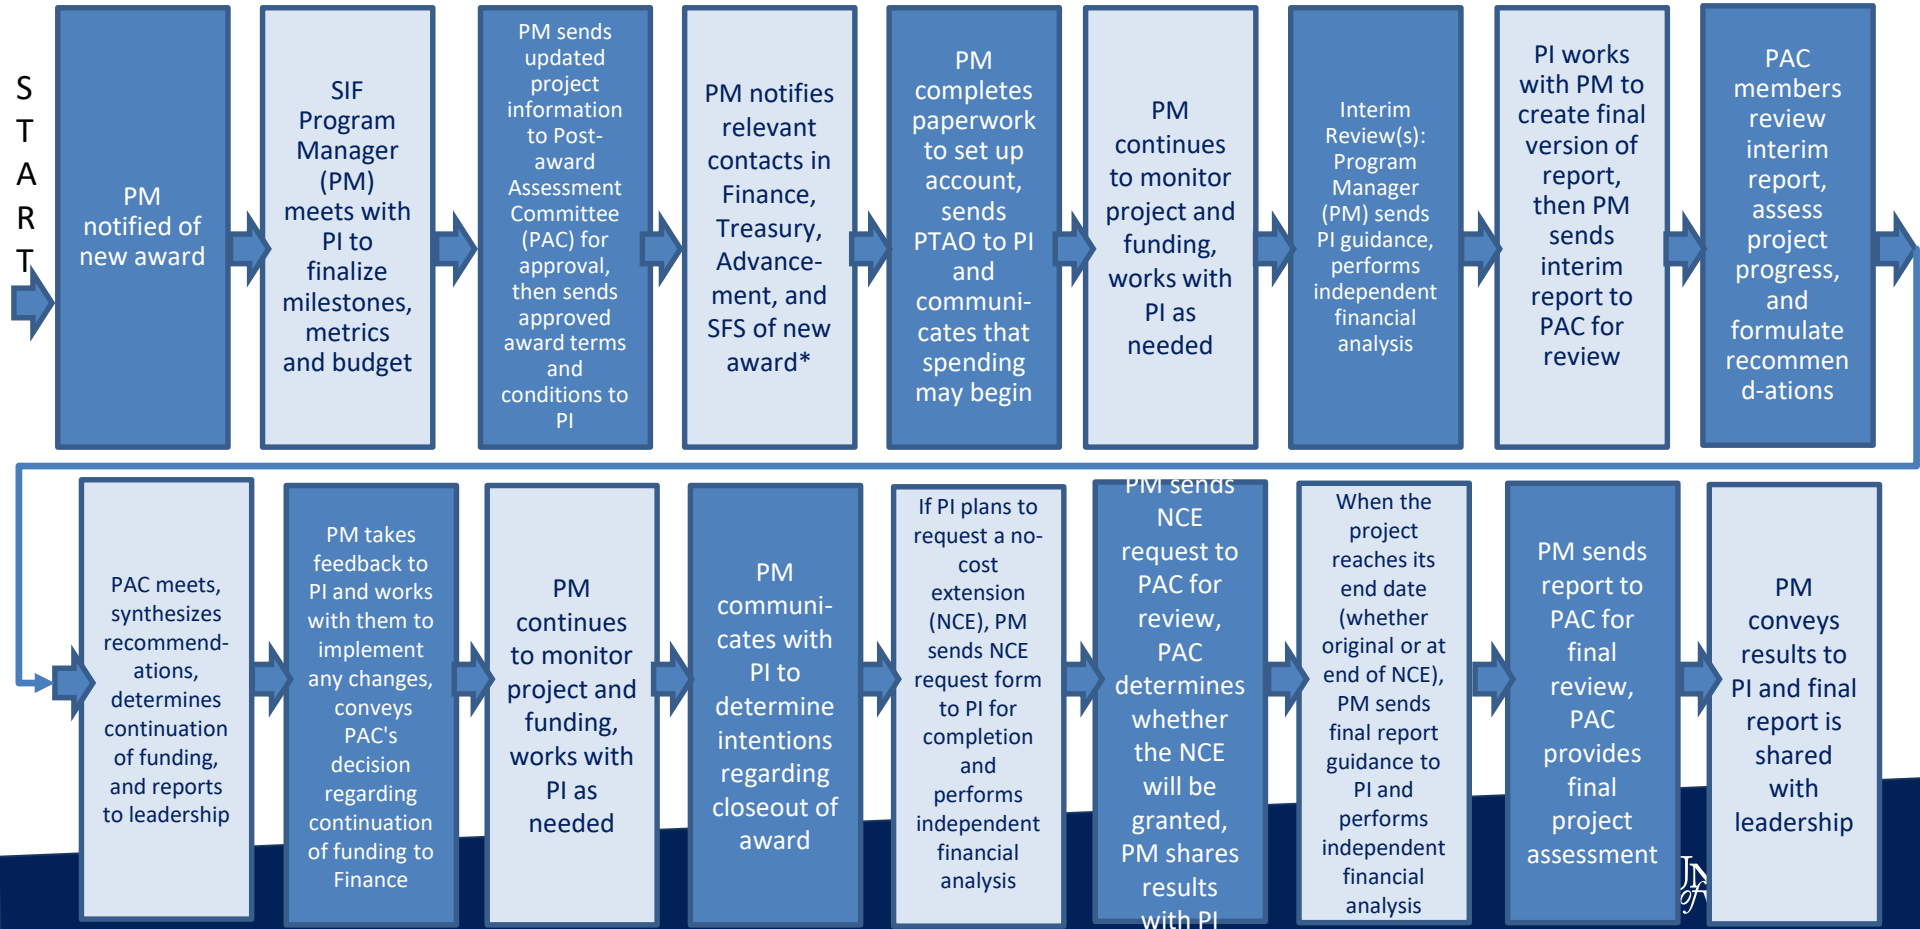 S
T
A
R
T
PM
notified of
new award
SIF
Program
Manager
(PM)
meets with
PI to
finalize
milestones,
metrics
and budget
PM sends
updated
project
information
to Post-
award
Assessment
Committee
(PAC) for
approval,
then sends
approved
award terms
and
conditions to
PI
PM notifies
relevant
contacts in
Finance,
Treasury,
Advance-
ment, and
SFS of new
award*
PM
completes
paperwork
to set up
account,
sends
PTAO to PI
and
communi-
cates that
spending
may begin
PM
continues
to monitor
project and
funding,
works with
PI as
needed
Interim
Review(s):
Program
Manager
(PM) sends
PI guidance,
performs
independent
financial
analysis
PI works
with PM to
create final
version of
report,
then PM
sends
interim
report to
PAC for
review
PAC
members
review
interim
report,
assess
project
progress,
and
formulate
recommen
d-ations
PAC meets,
synthesizes
recommend-
ations,
determines
continuation
of funding,
and reports
to leadership
PM takes
feedback to
PI and works
with them to
implement
any changes,
conveys
PAC's
decision
regarding
continuation
of funding to
Finance
PM
continues
to monitor
project and
funding,
works with
PI as
needed
PM
communi-
cates with
PI to
determine
intentions
regarding
closeout of
award
If PI plans to
request a no-
cost
extension
(NCE), PM
sends NCE
request form
to PI for
completion
and
performs
independent
financial
analysis
PM sends
NCE
request to
PAC for
review,
PAC
determines
whether
the NCE
will be
granted,
PM shares
results
with PI
When the
project
reaches its
end date
(whether
original or at
end of NCE),
PM sends
final report
guidance to
PI and
performs
independent
financial
analysis
PM sends
report to
PAC for
final
review,
PAC
provides
final
project
assessment
PM
conveys
results to
PI and final
report is
shared
with
leadership
of